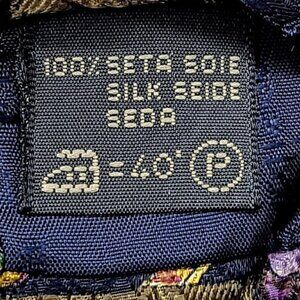 100% SETA SOIE
SILK SEIDE
SEDA
=40° P